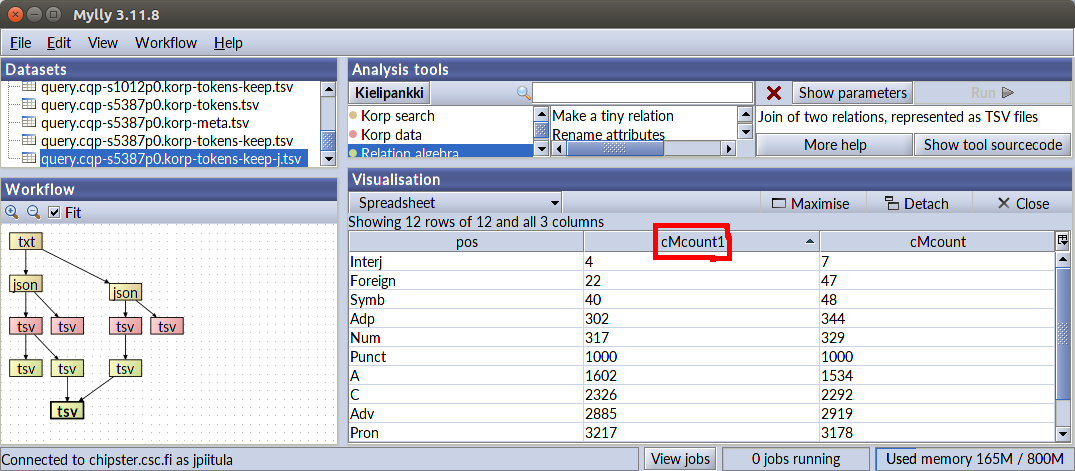 Mylly 3.11.8
File Edit View Workflow Help
Datasets
query.cqp-s1012p0.korp-tokens-keep.tsv
query.cqp-s5387p0.korp-tokens.tsv
query.cqp-s5387p0.korp-meta.tsv
query.cqp-s5387p0.korp-tokens-keep.tsv
query.cqp-s5387p0.korp-tokens-keep-j.tsv
Analysis tools
Kielipankki
Show parameters Run
Korp search
Korp data
Relation algebra
Make a tiny relation
Rename attributes
Join of two relations, represented as TSV files
More help Show tool sourcecode
Workflow
Fit
txt
json json
tsv tsv tsv tsv
tsv tsv tsv
tsv
Visualisation
Spreadsheet Maximise Detach Close
Showing 12 rows of 12 and all 3 columns
pos cMcount1 cMcount
Interj 4 7
Foreign 22 47
Symb 40 48
Adp 302 344
Num 317 329
Punct 1000 1000
A 1602 1534
C 2326 2292
Adv 2885 2919
Pron 3217 3178
Connected to chipster.csc.fi as jpiitula View jobs 0 jobs running Used memory 165M / 800M